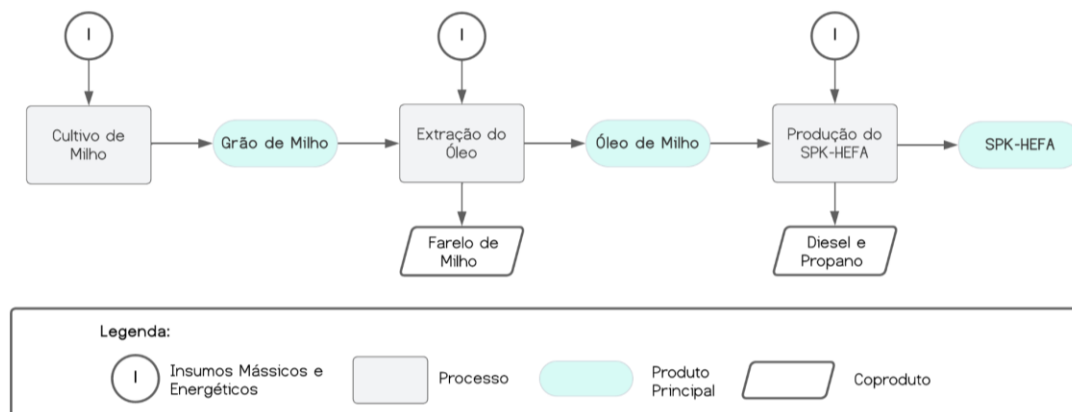 I
I
I
Cultivo de
Milho
Grão de Milho
Extração do
Óleo
Óleo de Milho
Produção do
SPK-HEFA
SPK-HEFA
Farelo de
Milho
Diesel e
Propano
Legenda:
I
Insumos Mássicos e
Energéticos
Processo
Produto
Principal
Coproduto